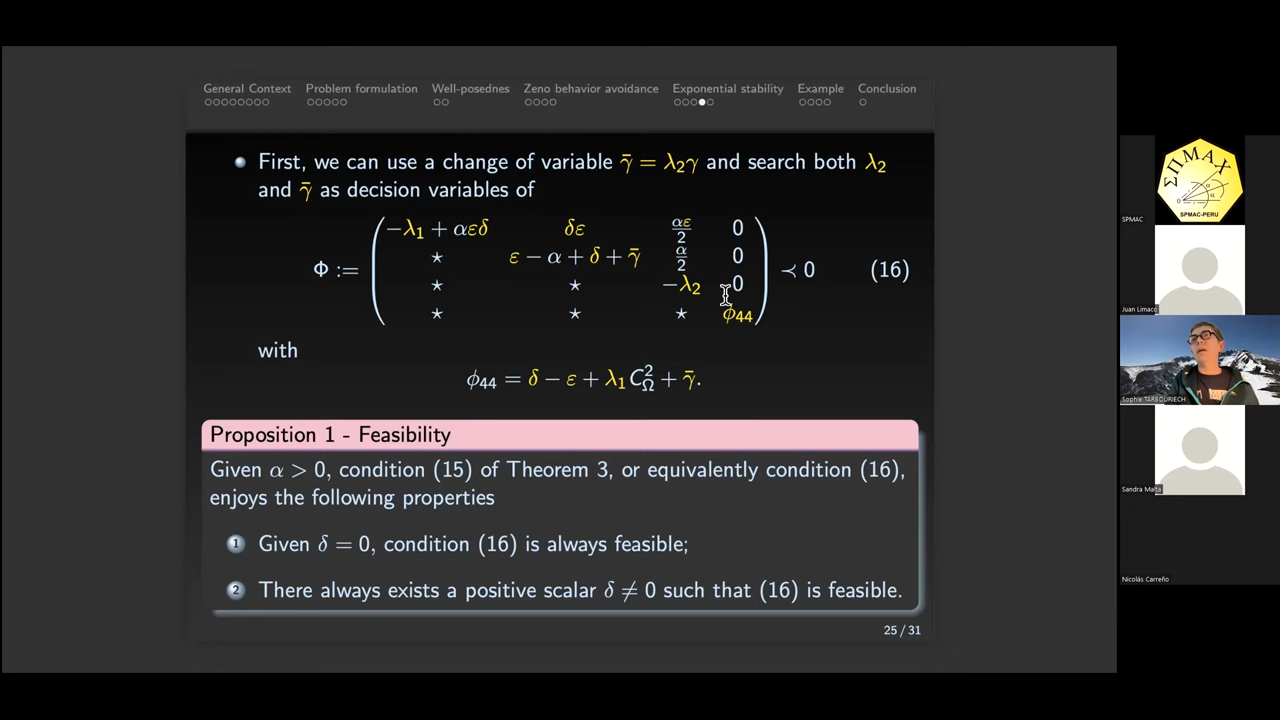 General Context Problem formulation Well-posednes Zeno behavior avoidance Exponential stability Example Conclusion
First, we can use a change of variable γ̄ = λ₂γ and search both λ₂
and γ̄ as decision variables of
Φ := ( −λ₁ + αεδ δε αε/2 0
⋆ ε − α + δ + γ̄ α/2 0
⋆ ⋆ −λ₂ 0
⋆ ⋆ ⋆ ϕ₄₄ ) ≺ 0 (16)
with
ϕ₄₄ = δ − ε + λ₁C_Ω² + γ̄.
Proposition 1 - Feasibility
Given α > 0, condition (15) of Theorem 3, or equivalently condition (16),
enjoys the following properties
1 Given δ = 0, condition (16) is always feasible;
2 There always exists a positive scalar δ ≠ 0 such that (16) is feasible.
25 / 31
ΣΠMAX
SPMAC-PERU
SPMAC
Juan Limaco
Sophie TARBOURIECH
Sandra Malta
Nicolás Carreño